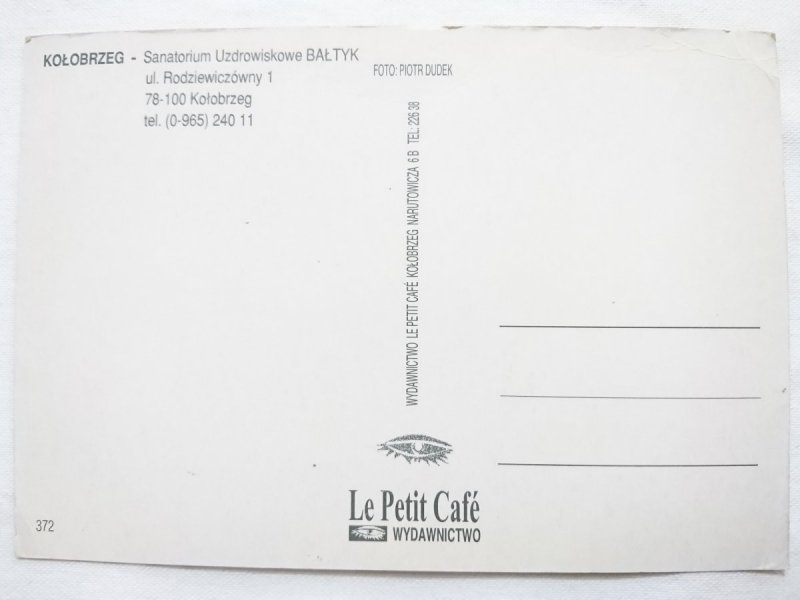 KOŁOBRZEG - Sanatorium Uzdrowiskowe BAŁTYK
ul. Rodziewiczówny 1
78-100 Kołobrzeg
tel. (0-965) 240 11
FOTO: PIOTR DUDEK
WYDAWNICTWO LE PETIT CAFÉ KOŁOBRZEG NARUTOWICZA 6 B TEL: 226 38
Le Petit Café
WYDAWNICTWO
372